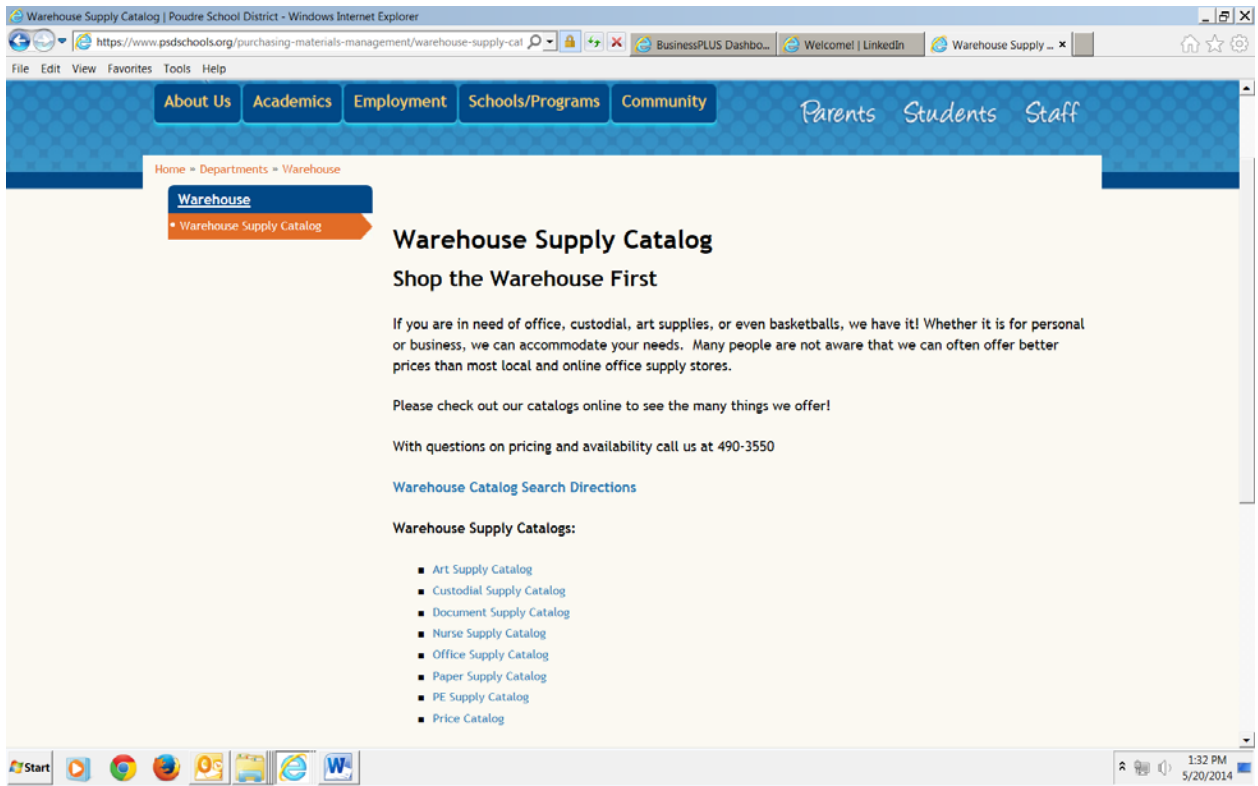 Warehouse Supply Catalog | Poudre School District - Windows Internet Explorer
https://www.psdschools.org/purchasing-materials-management/warehouse-supply-cat
BusinessPLUS Dashbo...
Welcome! | LinkedIn
Warehouse Supply ...
File Edit View Favorites Tools Help
About Us Academics Employment Schools/Programs Community
Parents Students Staff
Home » Departments » Warehouse
Warehouse
• Warehouse Supply Catalog
Warehouse Supply Catalog
Shop the Warehouse First
If you are in need of office, custodial, art supplies, or even basketballs, we have it! Whether it is for personal
or business, we can accommodate your needs. Many people are not aware that we can often offer better
prices than most local and online office supply stores.
Please check out our catalogs online to see the many things we offer!
With questions on pricing and availability call us at 490-3550
Warehouse Catalog Search Directions
Warehouse Supply Catalogs:
▪ Art Supply Catalog
▪ Custodial Supply Catalog
▪ Document Supply Catalog
▪ Nurse Supply Catalog
▪ Office Supply Catalog
▪ Paper Supply Catalog
▪ PE Supply Catalog
▪ Price Catalog
Start
1:32 PM
5/20/2014